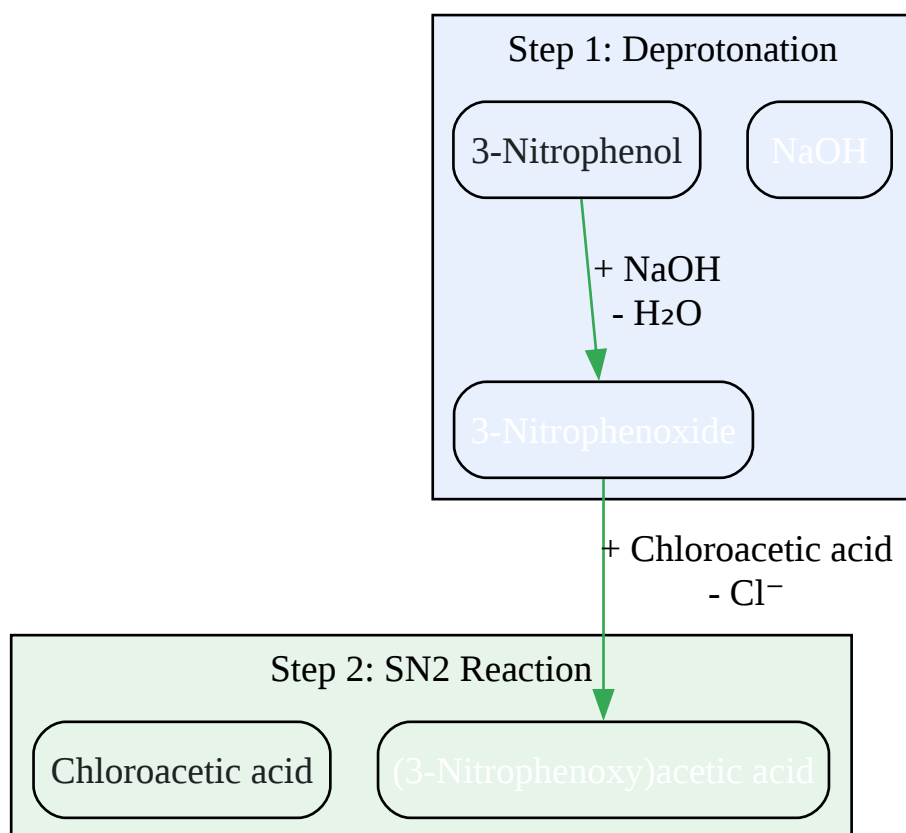 Step 1: Deprotonation
3-Nitrophenol
NaOH
+ NaOH
- H₂O
3-Nitrophenoxide
+ Chloroacetic acid
- Cl⁻
Step 2: SN2 Reaction
Chloroacetic acid
(3-Nitrophenoxy)acetic acid